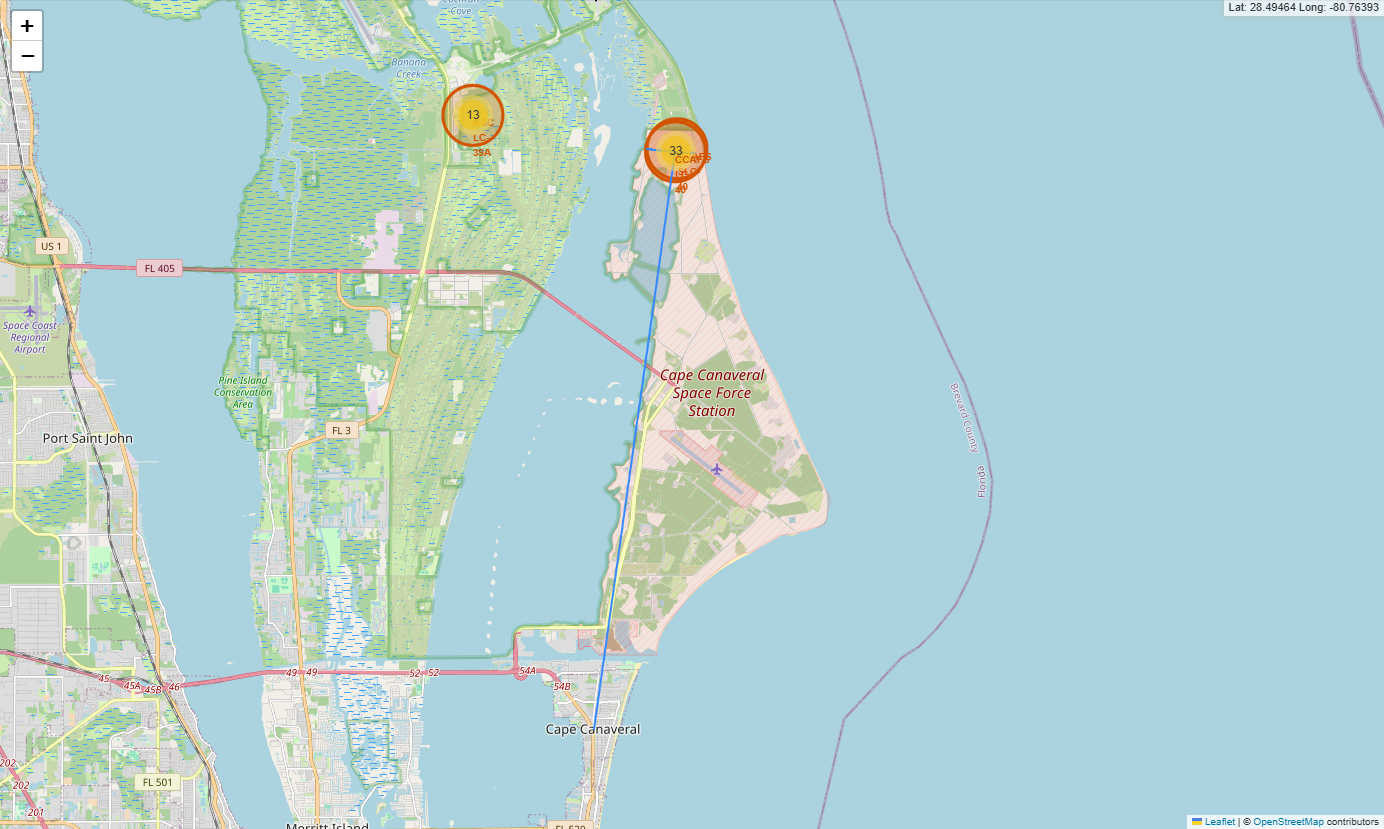 +
−
Lat: 28.49464 Long: -80.76393
Cochran
Cove
Banana
Creek
13
LC-
39A
33
CCAFS
40
US 1
FL 405
Space Coast
Regional
Airport
Pine Island
Conservation
Area
Cape Canaveral
Space Force
Station
Port Saint John
FL 3
Brevard County
Florida
45
45A
45B
46
49
49
52
52
54A
54B
Cape Canaveral
202
202
201
FL 501
Merritt Island
FL 520
Leaflet | © OpenStreetMap contributors